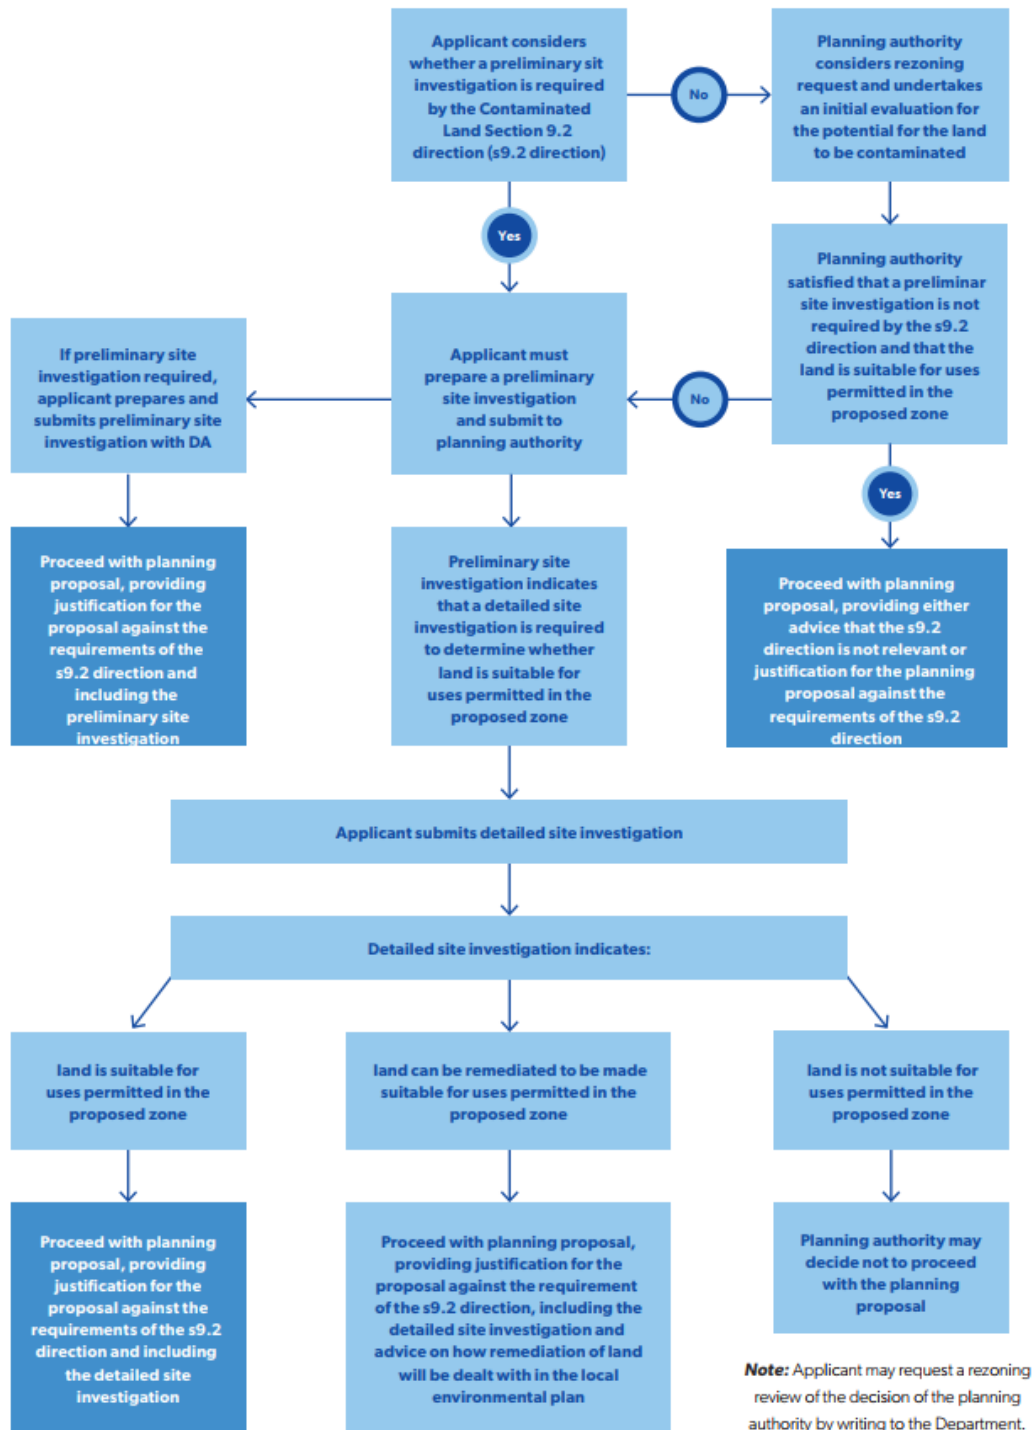 Applicant considers
whether a preliminary sit
investigation is required
by the Contaminated
Land Section 9.2
direction (s9.2 direction)
No
Planning authority
considers rezoning
request and undertakes
an initial evaluation for
the potential for the land
to be contaminated
Yes
Planning authority
satisfied that a preliminar
site investigation is not
required by the s9.2
direction and that the
land is suitable for uses
permitted in the
proposed zone
If preliminary site
investigation required,
applicant prepares and
submits preliminary site
investigation with DA
Applicant must
prepare a preliminary
site investigation
and submit to
planning authority
No
Yes
Proceed with planning
proposal, providing
justification for the
proposal against the
requirements of the
s9.2 direction and
including the
preliminary site
investigation
Preliminary site
investigation indicates
that a detailed site
investigation is required
to determine whether
land is suitable for
uses permitted in the
proposed zone
Proceed with planning
proposal, providing either
advice that the s9.2
direction is not relevant or
justification for the planning
proposal against the
requirements of the s9.2
direction
Applicant submits detailed site investigation
Detailed site investigation indicates:
land is suitable for
uses permitted in the
proposed zone
land can be remediated to be made
suitable for uses permitted in the
proposed zone
land is not suitable for
uses permitted in the
proposed zone
Proceed with planning
proposal, providing
justification for the
proposal against the
requirements of the s9.2
direction and including
the detailed site
investigation
Proceed with planning proposal,
providing justification for the
proposal against the requirement
of the s9.2 direction, including the
detailed site investigation and
advice on how remediation of land
will be dealt with in the local
environmental plan
Planning authority may
decide not to proceed
with the planning
proposal
Note: Applicant may request a rezoning
review of the decision of the planning
authority by writing to the Department.